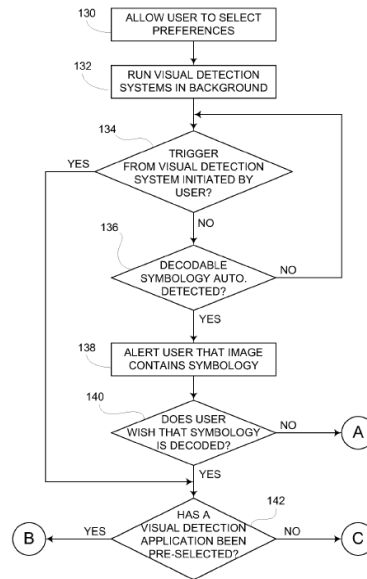 130
ALLOW USER TO SELECT
PREFERENCES
132
RUN VISUAL DETECTION
SYSTEMS IN BACKGROUND
134
TRIGGER
FROM VISUAL DETECTION
SYSTEM INITIATED BY
USER?
YES
NO
136
DECODABLE
SYMBOLOGY AUTO.
DETECTED?
NO
YES
138
ALERT USER THAT IMAGE
CONTAINS SYMBOLOGY
140
DOES USER
WISH THAT SYMBOLOGY
IS DECODED?
NO
A
YES
142
HAS A
VISUAL DETECTION
APPLICATION BEEN
PRE-SELECTED?
B
YES
NO
C